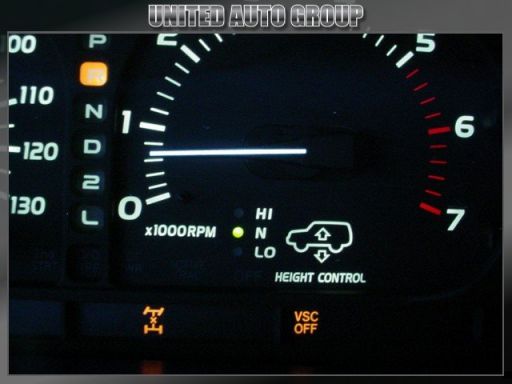 UNITED AUTO GROUP
00
P
2
5
R
110
N
1
6
120
D
2
130
L
0
7
x1000RPM
HI
N
LO
HEIGHT CONTROL
VSC
OFF